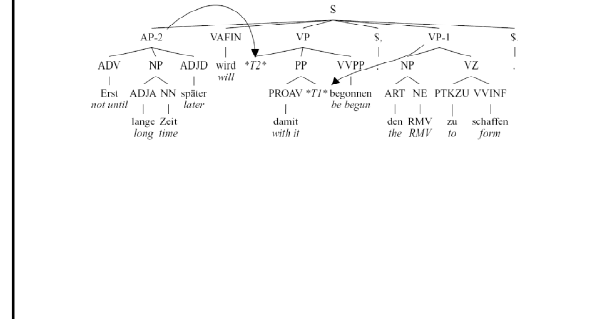 S
AP-2 VAFIN VP $, VP-1 $.
ADV NP ADJD wird *T2* PP VVPP , NP VZ .
will
Erst ADJA NN später PROAV *T1* begonnen ART NE PTKZU VVINF
not until later be begun
lange Zeit damit den RMV zu schaffen
long time with it the RMV to form